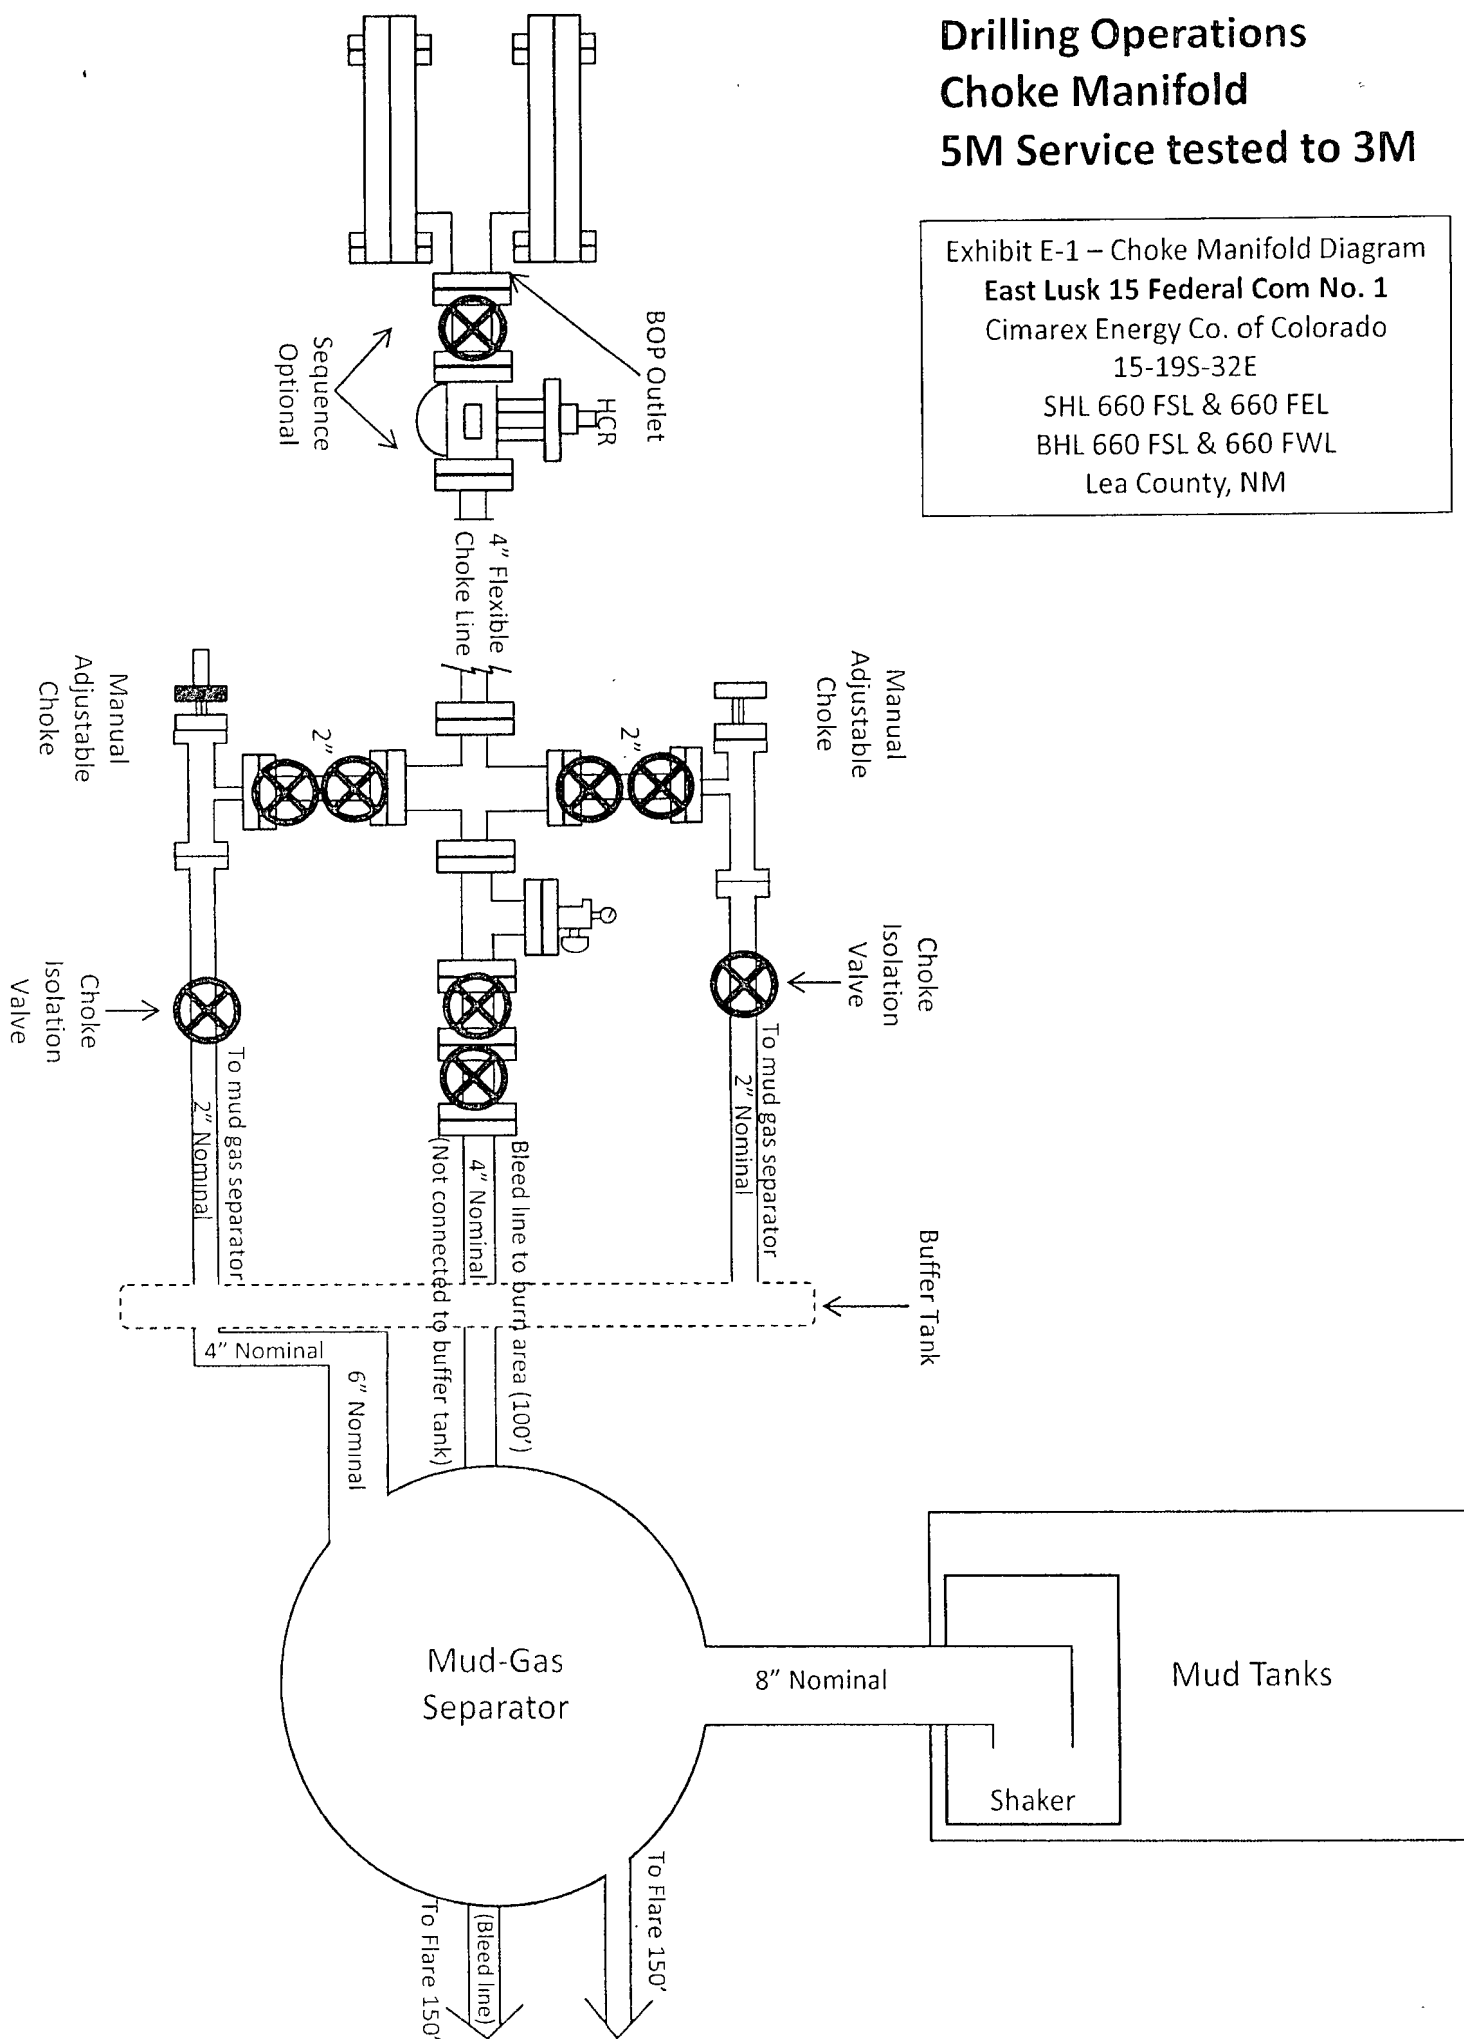 Drilling Operations
Choke Manifold
5M Service tested to 3M
Exhibit E-1 – Choke Manifold Diagram
East Lusk 15 Federal Com No. 1
Cimarex Energy Co. of Colorado
15-19S-32E
SHL 660 FSL & 660 FEL
BHL 660 FSL & 660 FWL
Lea County, NM
BOP Outlet
HCR
Sequence
Optional
4” Flexible
Choke Line
Manual
Adjustable
Choke
Manual
Adjustable
Choke
2”
2”
Choke
Isolation
Valve
Choke
Isolation
Valve
To mud gas separator
2” Nominal
To mud gas separator
2” Nominal
Bleed line to burn area (100’)
4” Nominal
(Not connected to buffer tank)
Buffer Tank
4” Nominal
6” Nominal
Mud-Gas
Separator
8” Nominal
Mud Tanks
Shaker
To Flare 150’
(Bleed line)
To Flare 150’